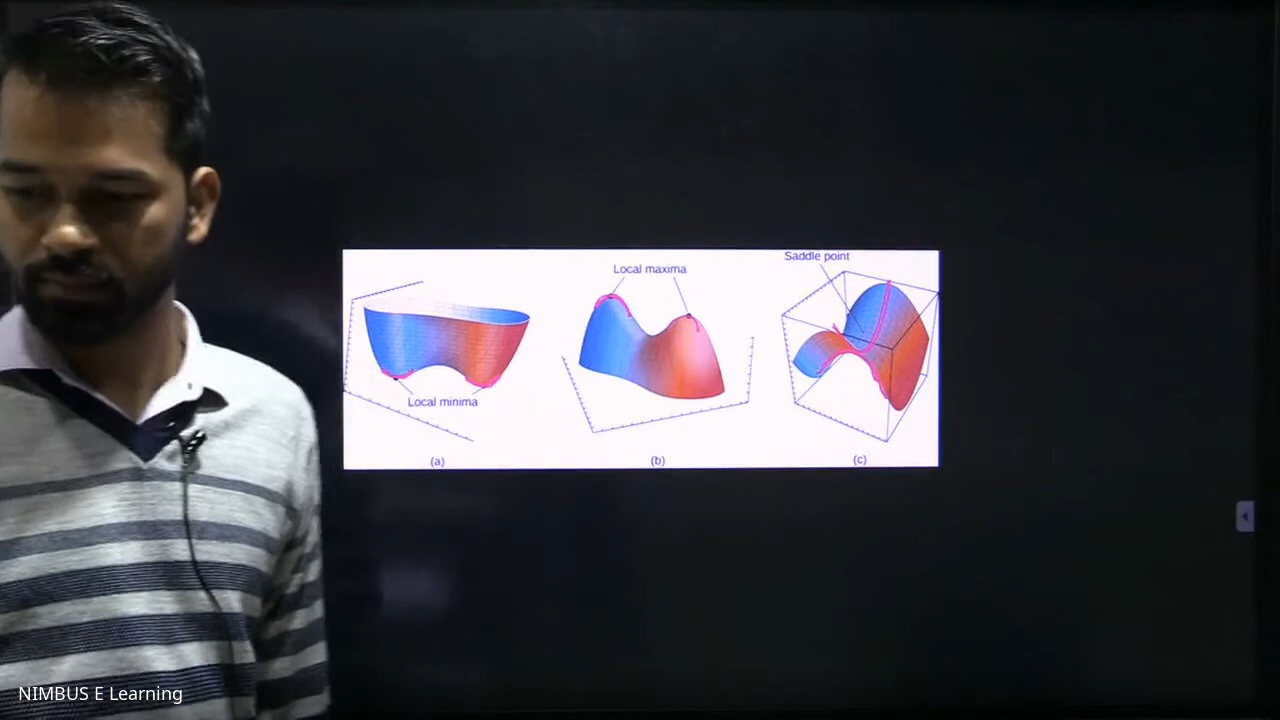 Saddle point
Local maxima
Local minima
(a)
(b)
(c)
NIMBUS E Learning